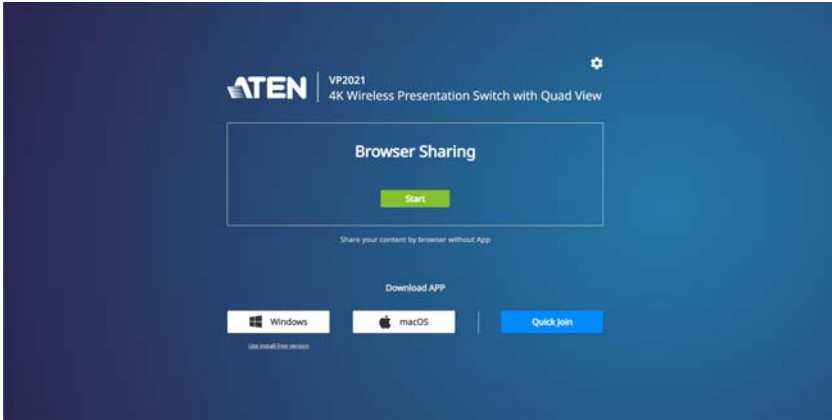 ATEN
VP2021
4K Wireless Presentation Switch with Quad View
Browser Sharing
Start
Share your content by browser without App
Download APP
Windows
macOS
Quick Join
Use install free version